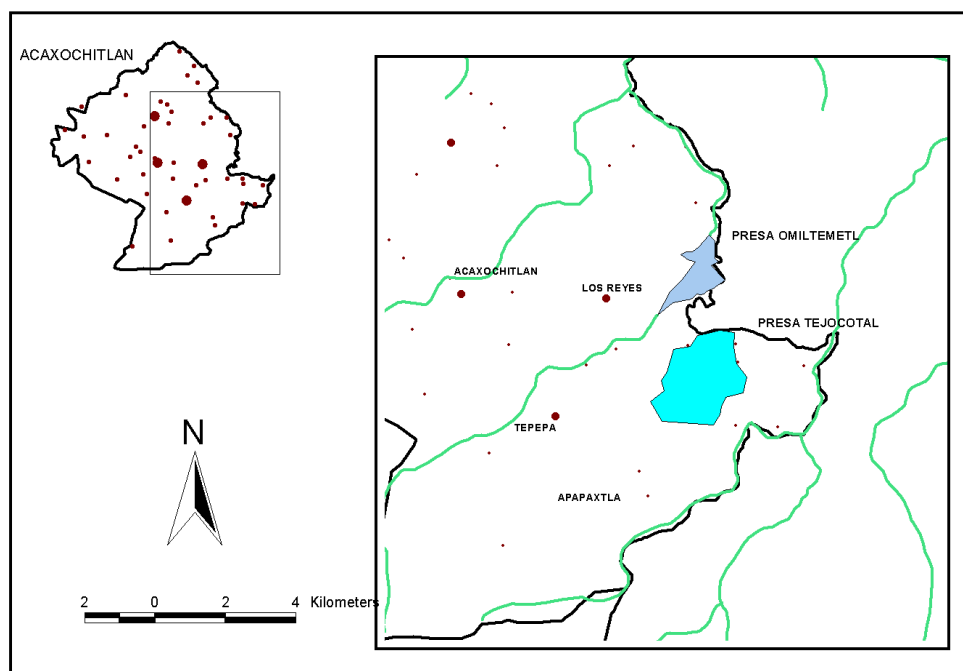 ACAXOCHITLAN
PRESA OMILTEMETL
ACAXOCHITLAN
LOS REYES
PRESA TEJOCOTAL
TEPEPA
N
APAPAXTLA
2 0 2 4 Kilometers